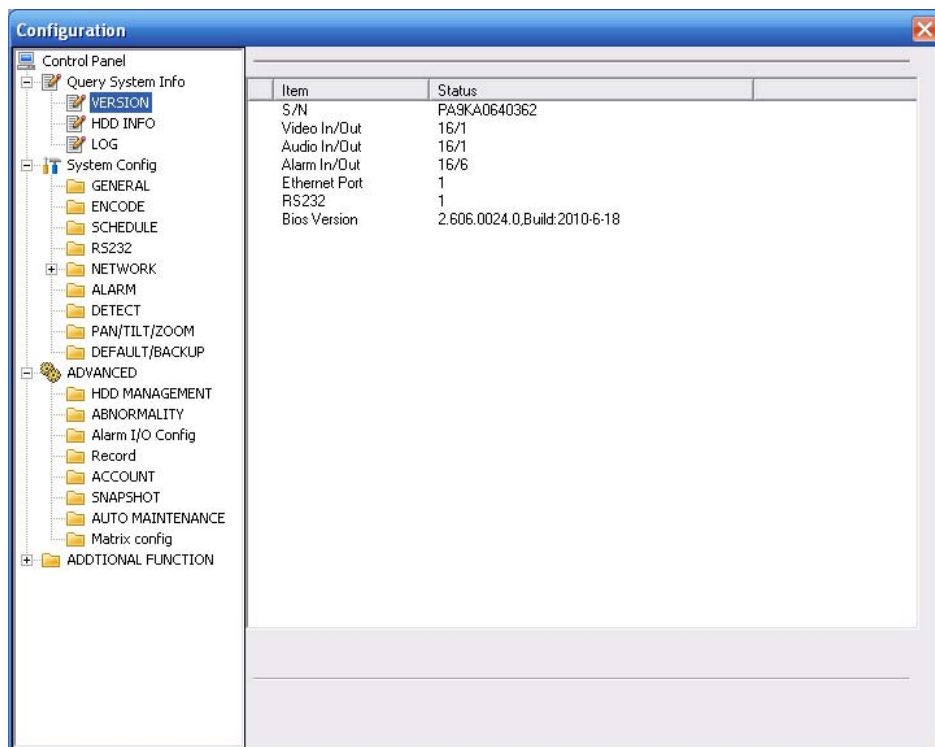 Configuration
Control Panel
Query System Info
VERSION
HDD INFO
LOG
System Config
GENERAL
ENCODE
SCHEDULE
RS232
NETWORK
ALARM
DETECT
PAN/TILT/ZOOM
DEFAULT/BACKUP
ADVANCED
HDD MANAGEMENT
ABNORMALITY
Alarm I/O Config
Record
ACCOUNT
SNAPSHOT
AUTO MAINTENANCE
Matrix config
ADDTIONAL FUNCTION
Item Status
S/N PA9KA0640362
Video In/Out 16/1
Audio In/Out 16/1
Alarm In/Out 16/6
Ethernet Port 1
RS232 1
Bios Version 2.606.0024.0,Build:2010-6-18